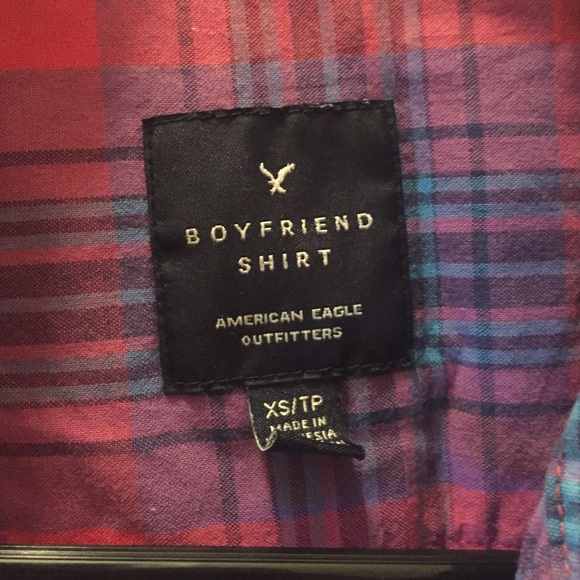 BOYFRIEND
SHIRT
AMERICAN EAGLE
OUTFITTERS
XS/TP
MADE IN